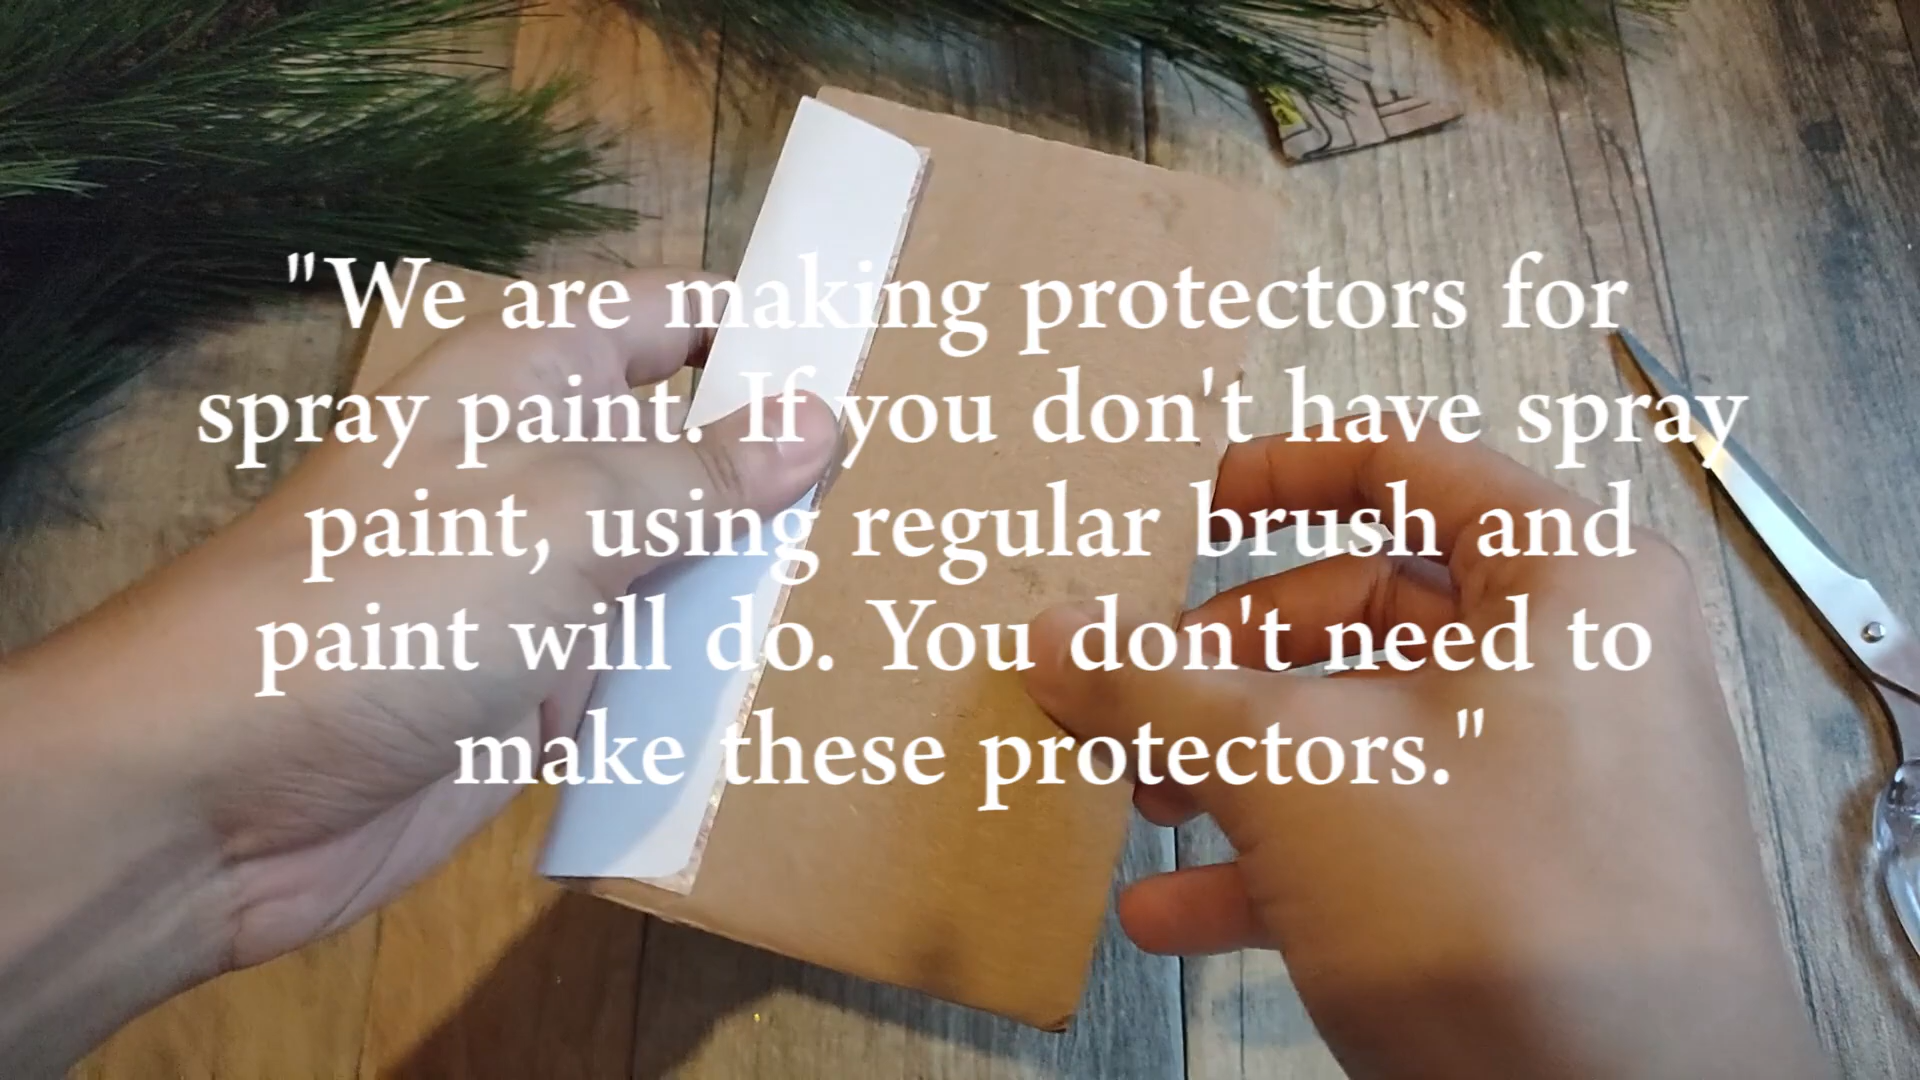 "We are making protectors for
spray paint. If you don't have spray
paint, using regular brush and
paint will do. You don't need to
make these protectors."